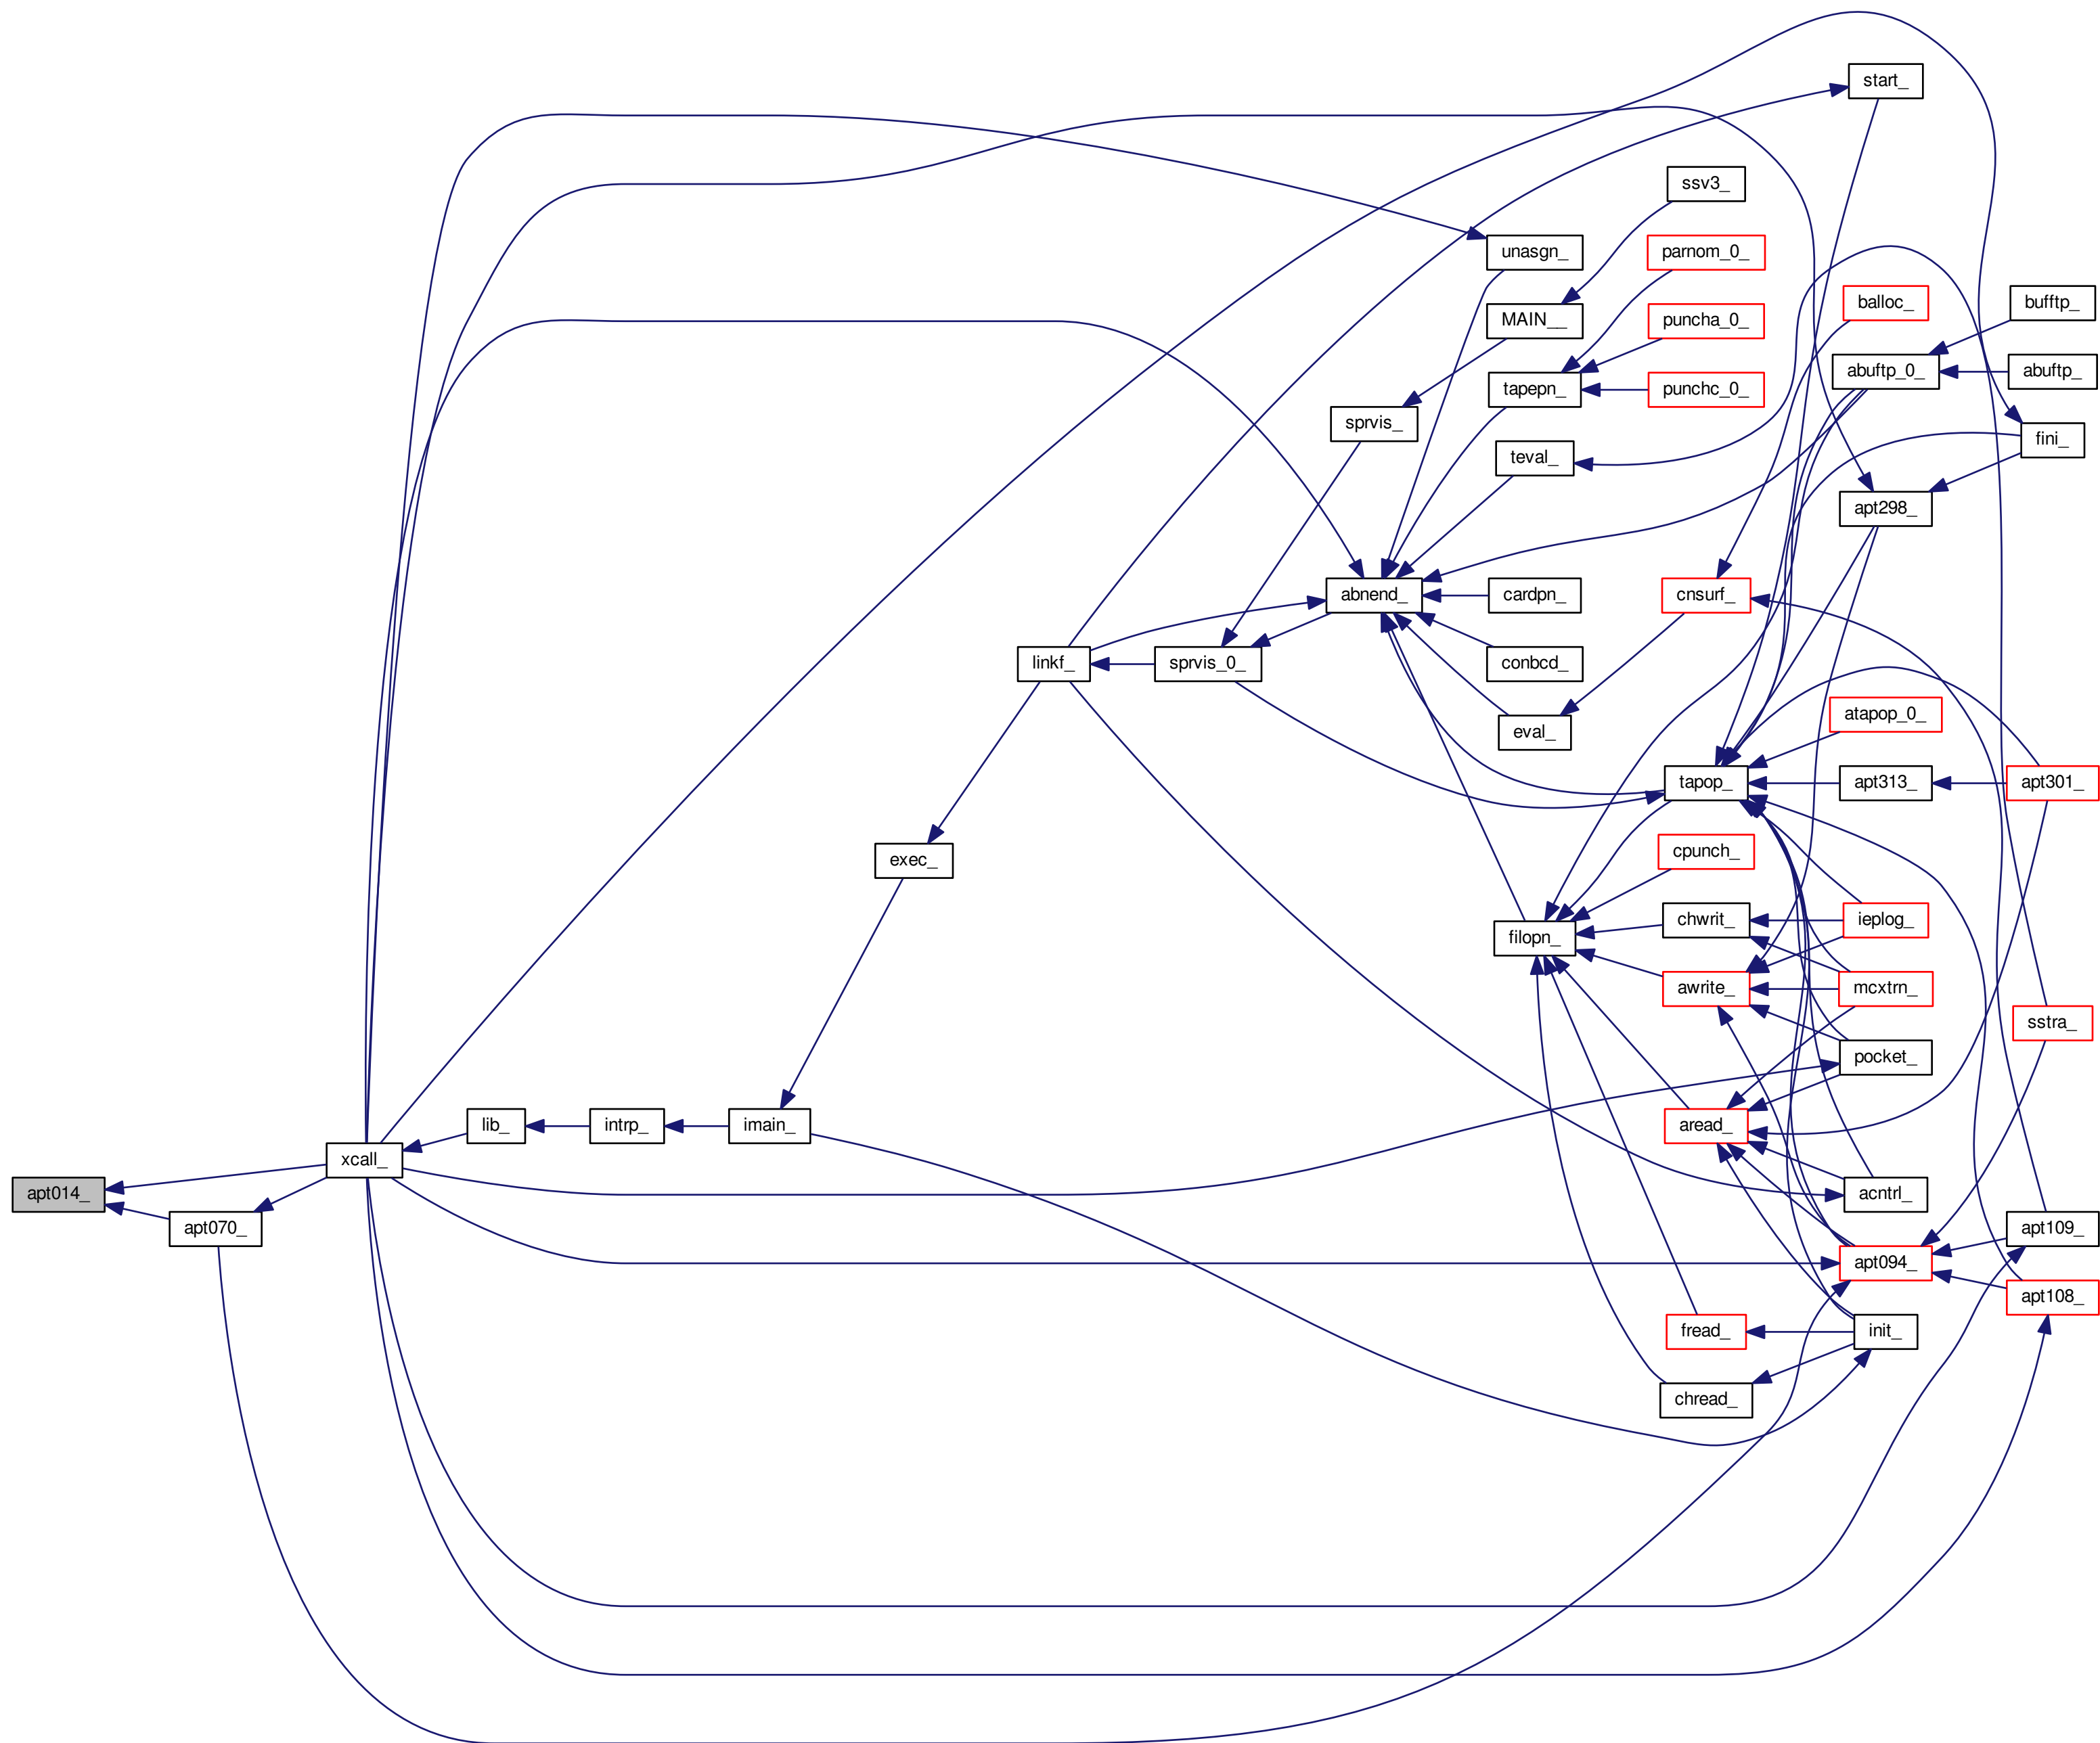 start_
ssv3_
unasgn_
parnom_0_
balloc_
bufftp_
MAIN__
puncha_0_
abuftp_0_
abuftp_
tapepn_
punchc_0_
sprvis_
fini_
teval_
apt298_
abnend_
cardpn_
cnsurf_
linkf_
sprvis_0_
conbcd_
atapop_0_
eval_
tapop_
apt313_
apt301_
exec_
cpunch_
filopn_
chwrit_
ieplog_
awrite_
mcxtrn_
sstra_
pocket_
lib_
intrp_
imain_
aread_
xcall_
apt014_
acntrl_
apt070_
apt109_
apt094_
apt108_
fread_
init_
chread_